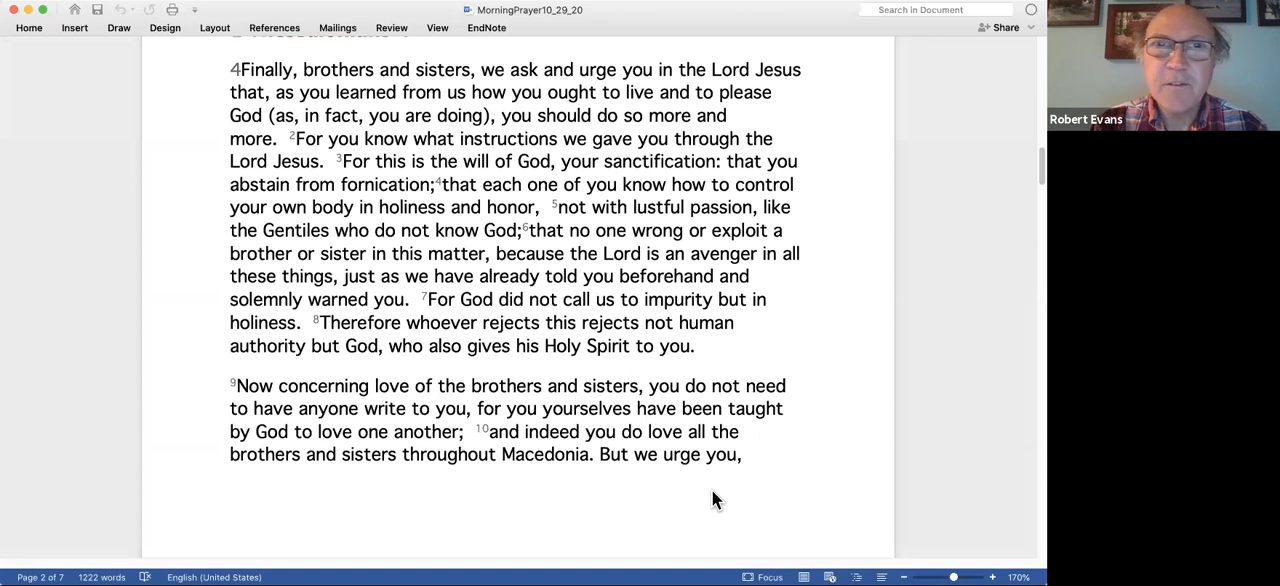 MorningPrayer10_29_20
Search in Document
Home Insert Draw Design Layout References Mailings Review View EndNote Share
4Finally, brothers and sisters, we ask and urge you in the Lord Jesus
that, as you learned from us how you ought to live and to please
God (as, in fact, you are doing), you should do so more and
more. 2For you know what instructions we gave you through the
Lord Jesus. 3For this is the will of God, your sanctification: that you
abstain from fornication;4that each one of you know how to control
your own body in holiness and honor, 5not with lustful passion, like
the Gentiles who do not know God;6that no one wrong or exploit a
brother or sister in this matter, because the Lord is an avenger in all
these things, just as we have already told you beforehand and
solemnly warned you. 7For God did not call us to impurity but in
holiness. 8Therefore whoever rejects this rejects not human
authority but God, who also gives his Holy Spirit to you.
9Now concerning love of the brothers and sisters, you do not need
to have anyone write to you, for you yourselves have been taught
by God to love one another; 10and indeed you do love all the
brothers and sisters throughout Macedonia. But we urge you,
Page 2 of 7 1222 words English (United States) Focus 170%
Robert Evans